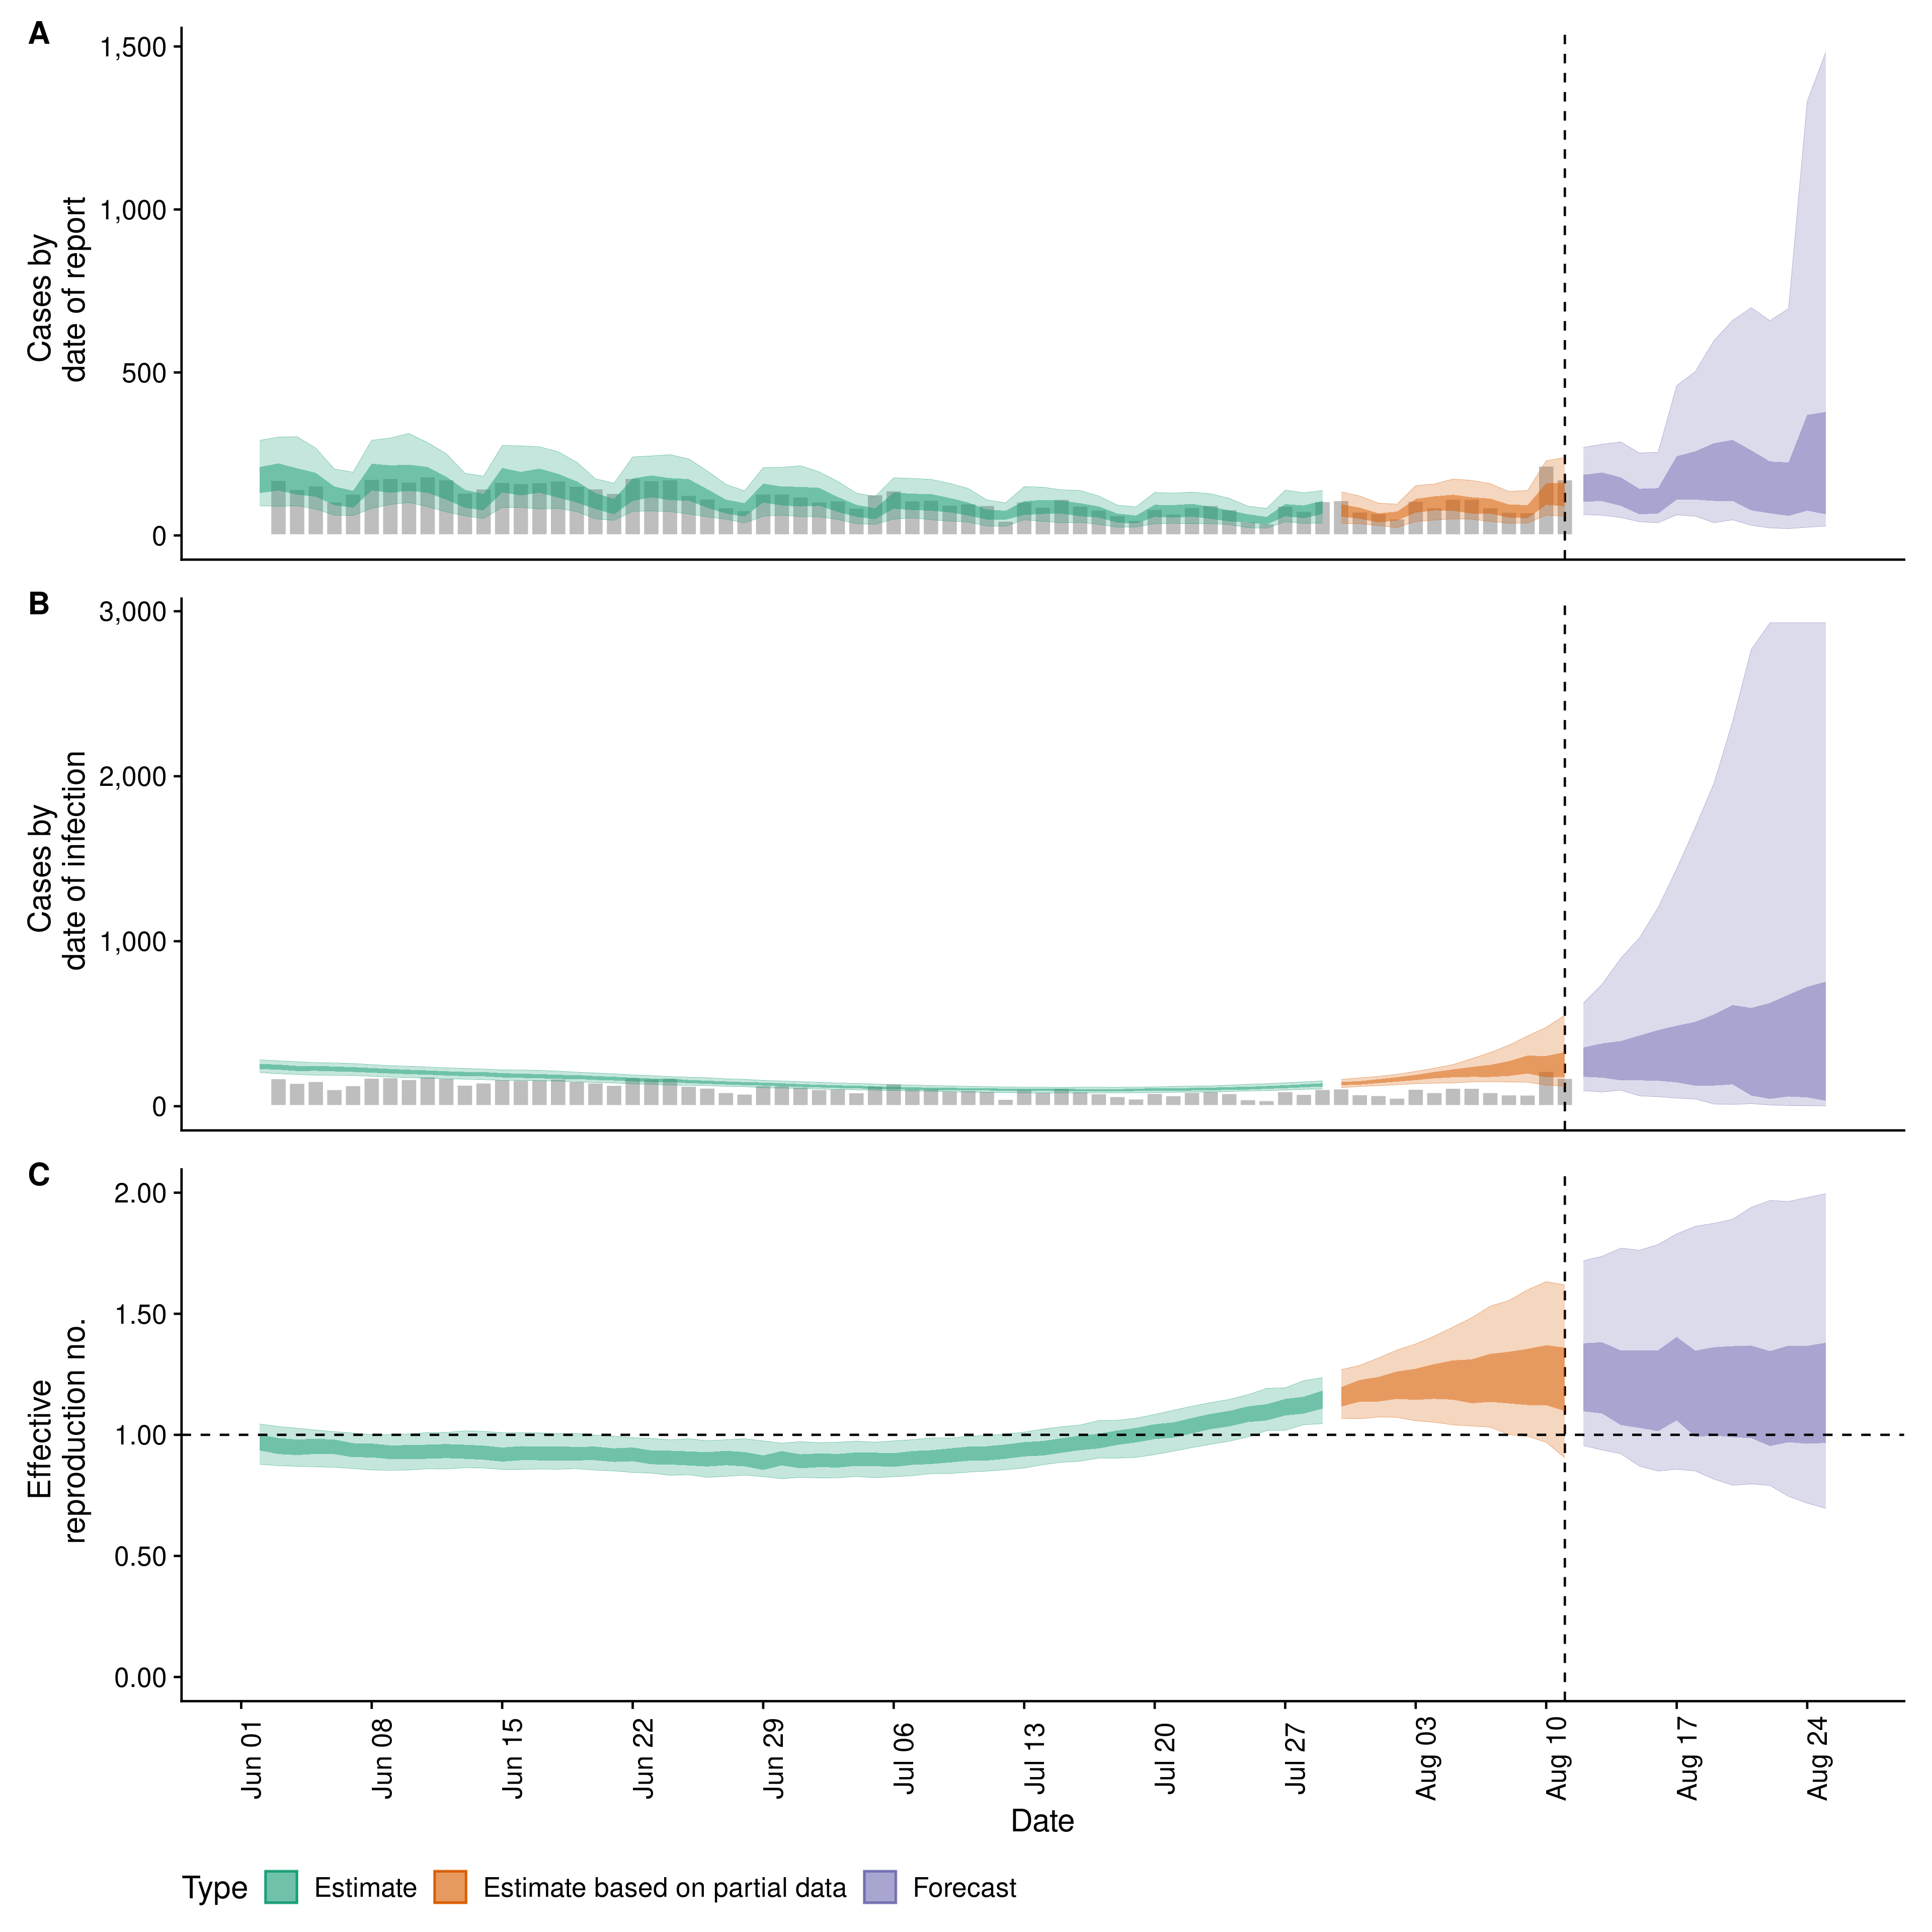 A
1,500
1,000
500
0
Cases by
date of report
B
3,000
2,000
1,000
0
Cases by
date of infection
C
2.00
1.50
1.00
0.50
0.00
Effective
reproduction no.
Jun 01
Jun 08
Jun 15
Jun 22
Jun 29
Jul 06
Jul 13
Jul 20
Jul 27
Aug 03
Aug 10
Aug 17
Aug 24
Date
Type Estimate Estimate based on partial data Forecast